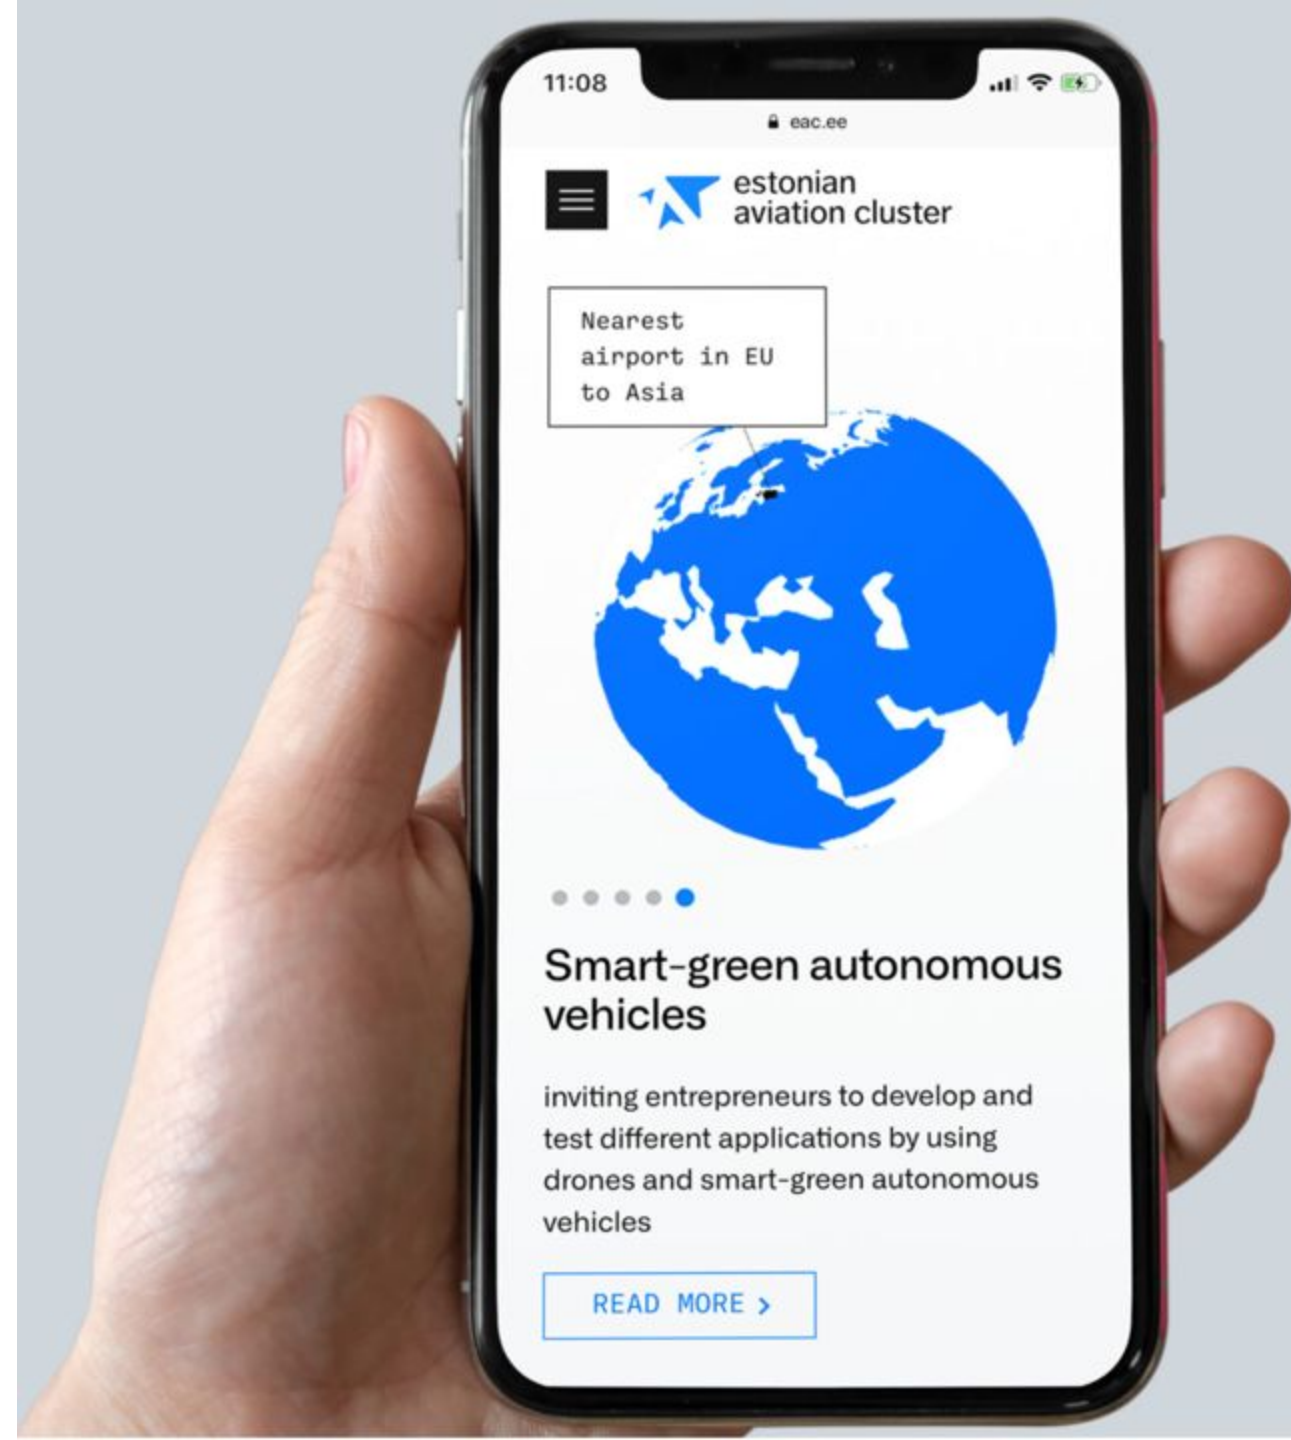 11:08
eac.ee
estonian
aviation cluster
Nearest
airport in EU
to Asia
Smart-green autonomous
vehicles
inviting entrepreneurs to develop and
test different applications by using
drones and smart-green autonomous
vehicles
READ MORE >